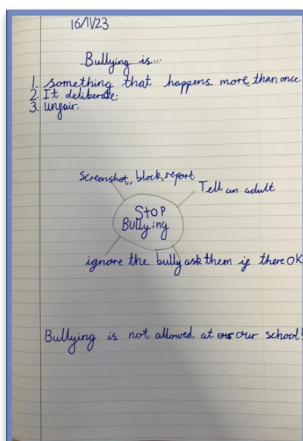 16/11/23
Bullying is...
1. something that happens more than once.
2. It deliberate.
3. unfair.
Screenshot, block, report
Tell an adult
Stop
Bullying
ignore the bully
ask them if there OK
Bullying is not allowed at our our school!